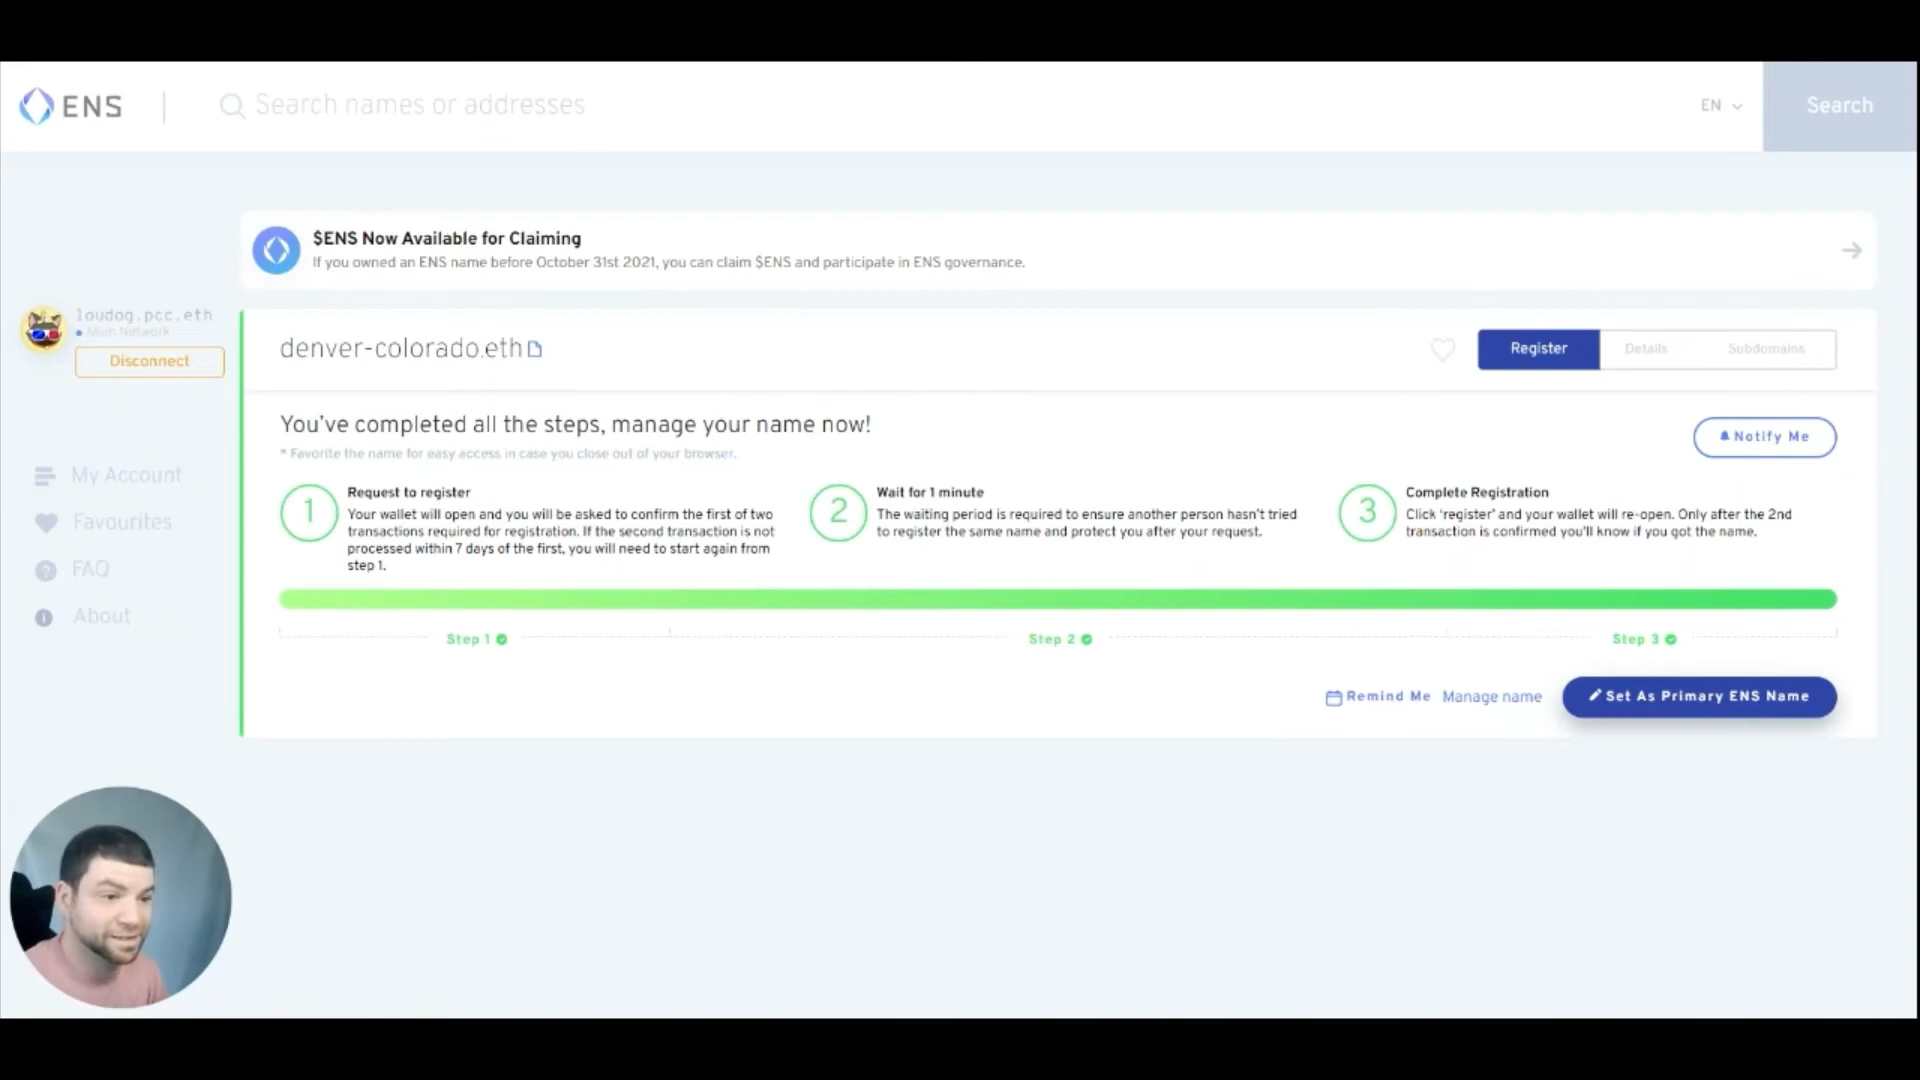 ENS
Search names or addresses
EN
Search
$ENS Now Available for Claiming
If you owned an ENS name before October 31st 2021, you can claim $ENS and participate in ENS governance.
loudog.pcc.eth
Main Network
Disconnect
denver-colorado.eth
Register
Details
Subdomains
You've completed all the steps, manage your name now!
* Favorite the name for easy access in case you close out of your browser.
Notify Me
My Account
Favourites
FAQ
About
1
Request to register
Your wallet will open and you will be asked to confirm the first of two
transactions required for registration. If the second transaction is not
processed within 7 days of the first, you will need to start again from
step 1.
2
Wait for 1 minute
The waiting period is required to ensure another person hasn't tried
to register the same name and protect you after your request.
3
Complete Registration
Click 'register' and your wallet will re-open. Only after the 2nd
transaction is confirmed you'll know if you got the name.
Step 1
Step 2
Step 3
Remind Me
Manage name
Set As Primary ENS Name